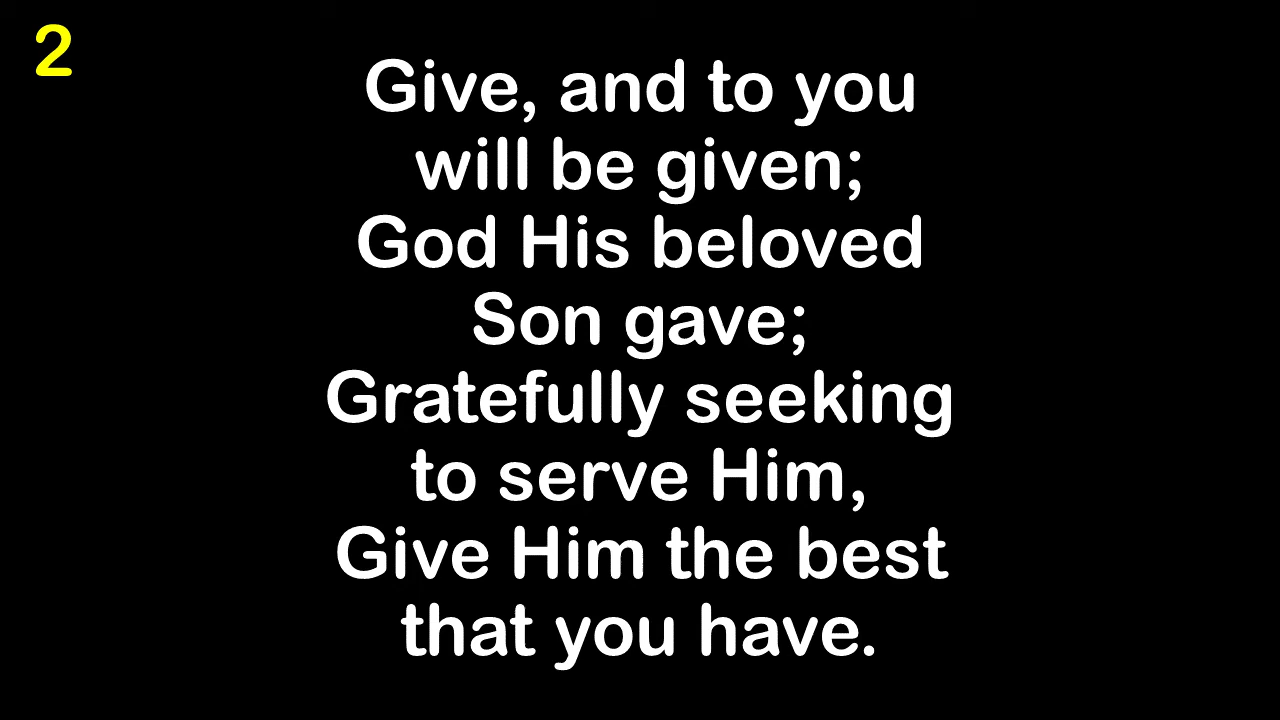 2
Give, and to you
will be given;
God His beloved
Son gave;
Gratefully seeking
to serve Him,
Give Him the best
that you have.